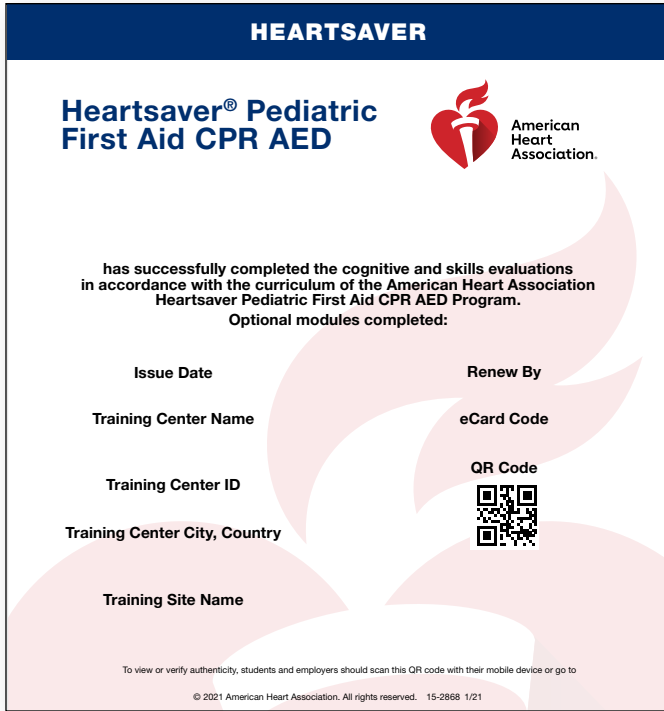 HEARTSAVER
Heartsaver® Pediatric
First Aid CPR AED
American
Heart
Association.
has successfully completed the cognitive and skills evaluations
in accordance with the curriculum of the American Heart Association
Heartsaver Pediatric First Aid CPR AED Program.
Optional modules completed:
Issue Date
Renew By
Training Center Name
eCard Code
Training Center ID
QR Code
Training Center City, Country
Training Site Name
To view or verify authenticity, students and employers should scan this QR code with their mobile device or go to
© 2021 American Heart Association. All rights reserved. 15-2868 1/21